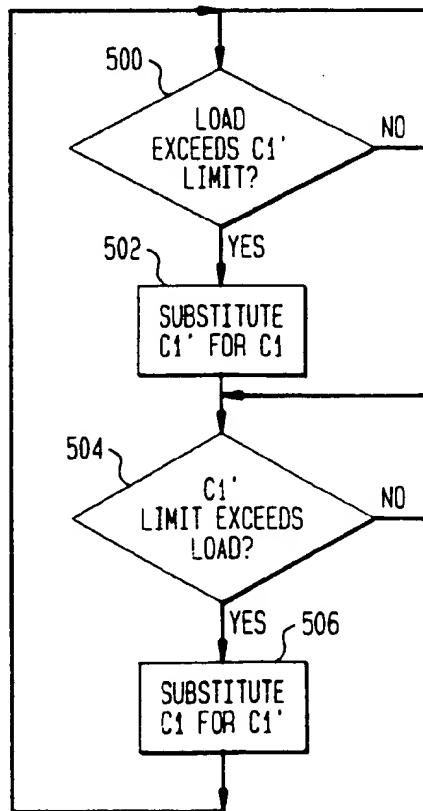 500
LOAD
EXCEEDS C1'
LIMIT?
NO
YES
502
SUBSTITUTE
C1' FOR C1
504
C1'
LIMIT EXCEEDS
LOAD?
NO
YES
506
SUBSTITUTE
C1 FOR C1'